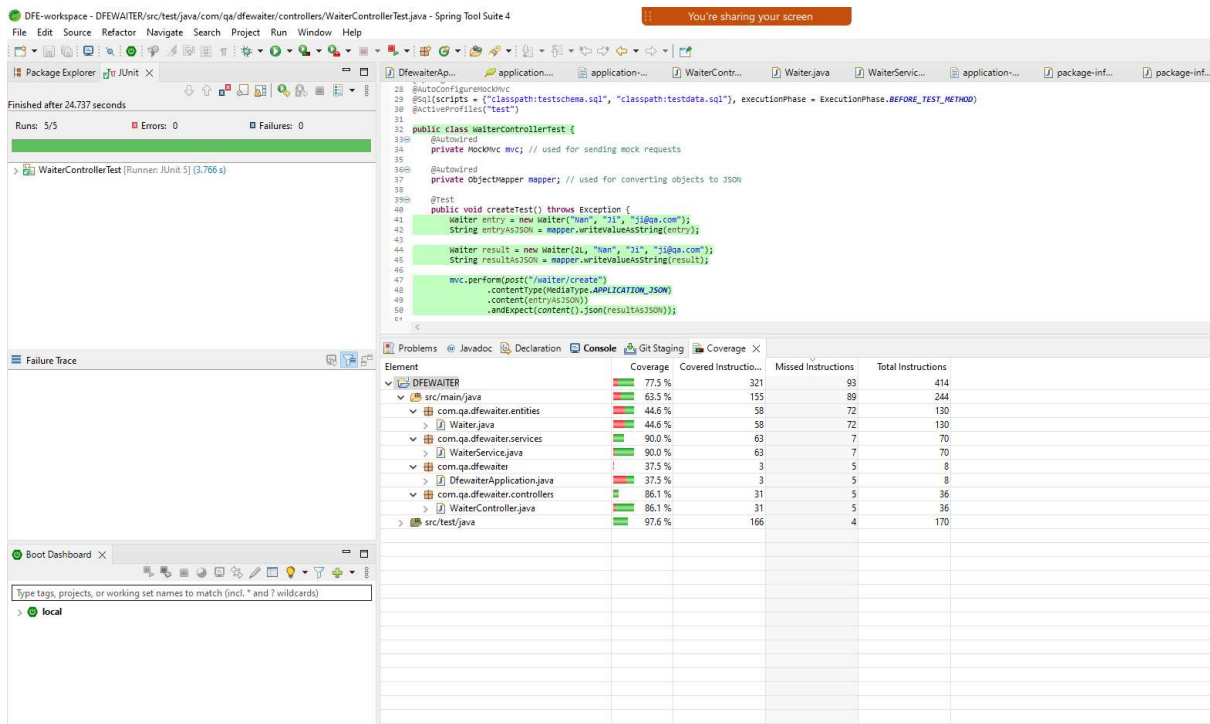 DFE-workspace - DFEWAITER/src/test/java/com/qa/dfewaiter/controllers/WaiterControllerTest.java - Spring Tool Suite 4
You're sharing your screen
File Edit Source Refactor Navigate Search Project Run Window Help
Package Explorer JUnit
Finished after 24.737 seconds
Runs: 5/5 Errors: 0 Failures: 0
WaiterControllerTest [Runner: JUnit 5] (3.766 s)
Failure Trace
Boot Dashboard
Type tags, projects, or working set names to match (incl. * and ? wildcards)
local
DfewaiterAp... application.... application-... WaiterContr... Waiter.java WaiterServic... application-... package-inf... package-inf...
28 @AutoConfigureMockMvc
29 @Sql(scripts = {"classpath:testschema.sql", "classpath:testdata.sql"}, executionPhase = ExecutionPhase.BEFORE_TEST_METHOD)
30 @ActiveProfiles("test")
31
32 public class WaiterControllerTest {
33 @Autowired
34 private MockMvc mvc; // used for sending mock requests
35
36 @Autowired
37 private ObjectMapper mapper; // used for converting objects to JSON
38
39 @Test
40 public void createTest() throws Exception {
41 Waiter entry = new Waiter("Nan", "Ji", "ji@qa.com");
42 String entryAsJSON = mapper.writeValueAsString(entry);
43
44 Waiter result = new Waiter(2L, "Nan", "Ji", "ji@qa.com");
45 String resultAsJSON = mapper.writeValueAsString(result);
46
47 mvc.perform(post("/waiter/create")
48 .contentType(MediaType.APPLICATION_JSON)
49 .content(entryAsJSON))
50 .andExpect(content().json(resultAsJSON));
51
Problems Javadoc Declaration Console Git Staging Coverage
Element Coverage Covered Instructio... Missed Instructions Total Instructions
DFEWAITER 77.5 % 321 93 414
src/main/java 63.5 % 155 89 244
com.qa.dfewaiter.entities 44.6 % 58 72 130
Waiter.java 44.6 % 58 72 130
com.qa.dfewaiter.services 90.0 % 63 7 70
WaiterService.java 90.0 % 63 7 70
com.qa.dfewaiter 37.5 % 3 5 8
DfewaiterApplication.java 37.5 % 3 5 8
com.qa.dfewaiter.controllers 86.1 % 31 5 36
WaiterController.java 86.1 % 31 5 36
src/test/java 97.6 % 166 4 170